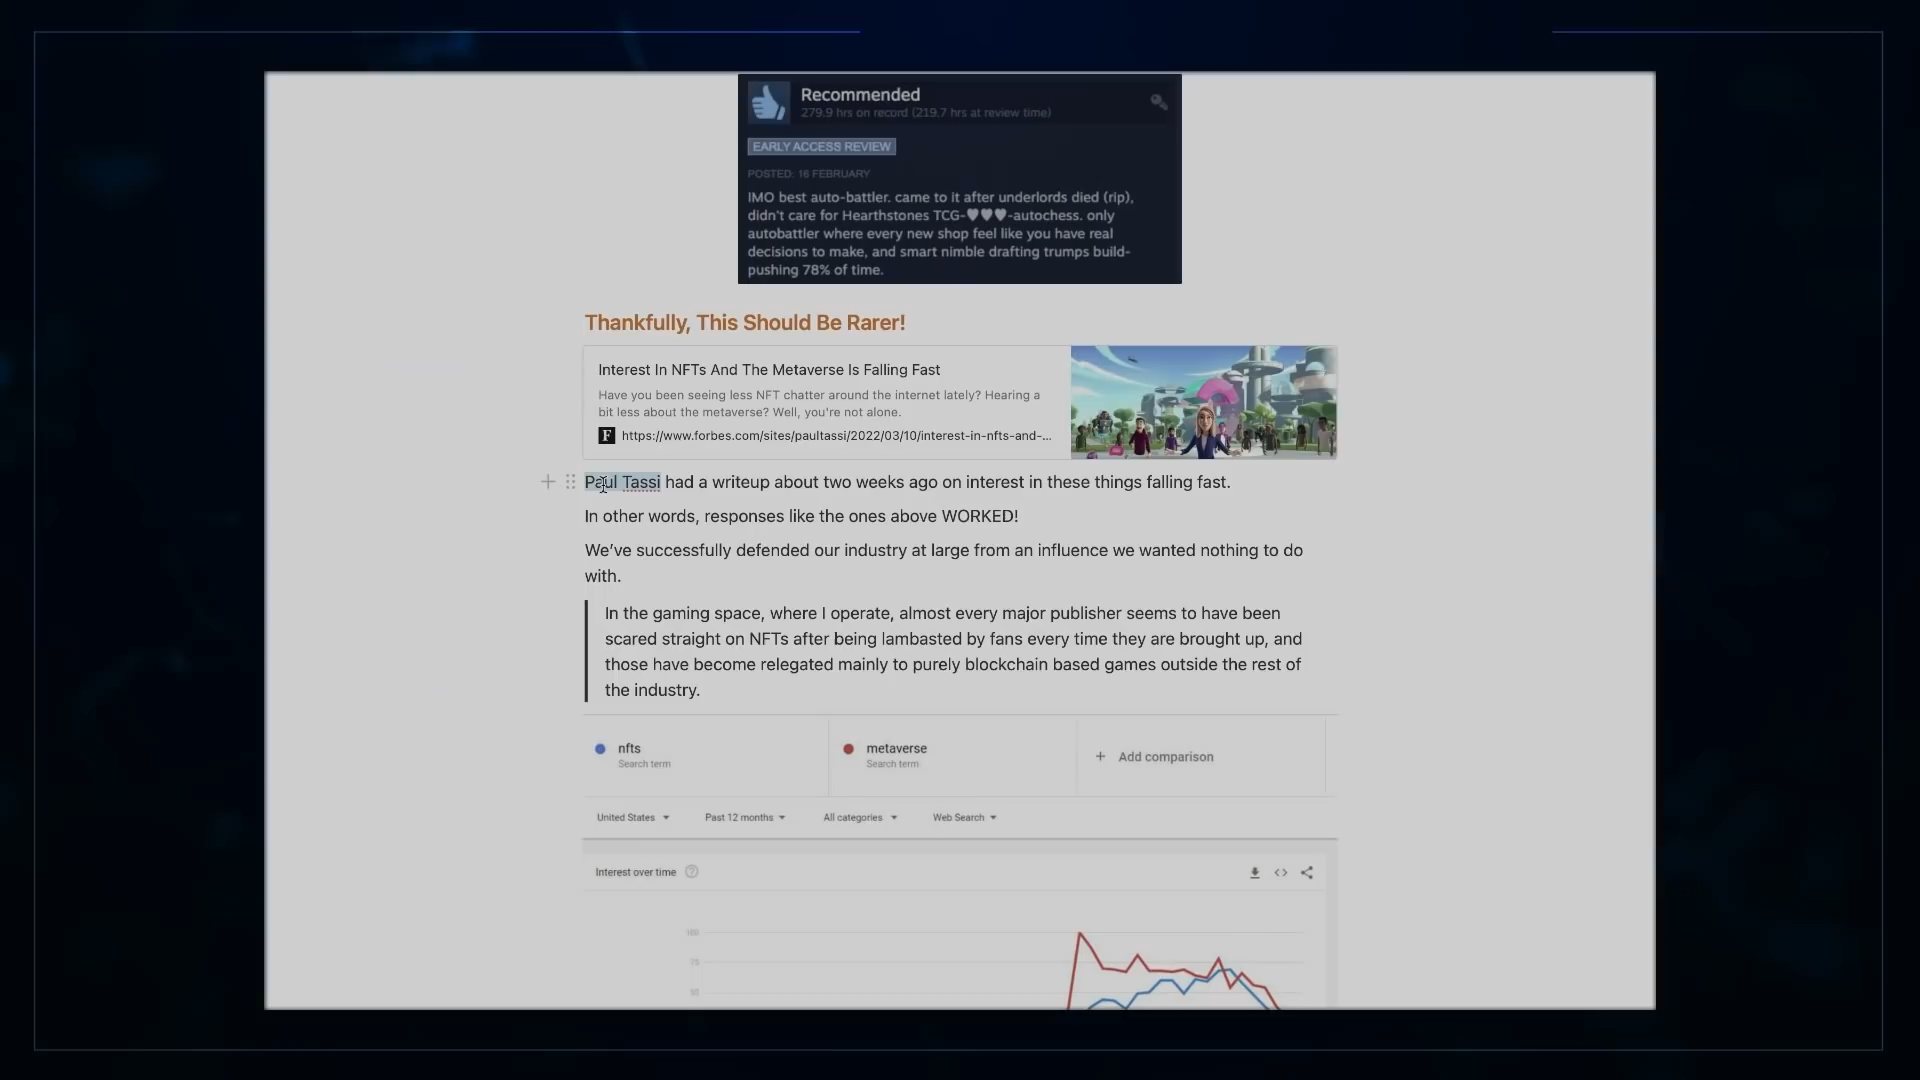 Recommended
279.9 hrs on record (219.7 hrs at review time)
EARLY ACCESS REVIEW
POSTED: 16 FEBRUARY
IMO best auto-battler. came to it after underlords died (rip),
didn't care for Hearthstones TCG-♥♥♥-autochess. only
autobattler where every new shop feel like you have real
decisions to make, and smart nimble drafting trumps build-
pushing 78% of time.
Thankfully, This Should Be Rarer!
Interest In NFTs And The Metaverse Is Falling Fast
Have you been seeing less NFT chatter around the internet lately? Hearing a
bit less about the metaverse? Well, you're not alone.
F https://www.forbes.com/sites/paultassi/2022/03/10/interest-in-nfts-and-...
Paul Tassi had a writeup about two weeks ago on interest in these things falling fast.
In other words, responses like the ones above WORKED!
We've successfully defended our industry at large from an influence we wanted nothing to do
with.
In the gaming space, where I operate, almost every major publisher seems to have been
scared straight on NFTs after being lambasted by fans every time they are brought up, and
those have become relegated mainly to purely blockchain based games outside the rest of
the industry.
nfts
Search term
metaverse
Search term
+ Add comparison
United States
Past 12 months
All categories
Web Search
Interest over time
100
75
50